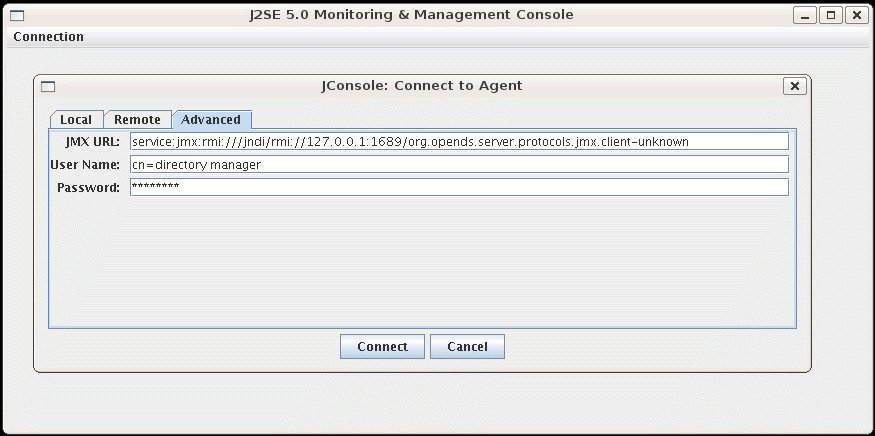 J2SE 5.0 Monitoring & Management Console
Connection
JConsole: Connect to Agent
Local Remote Advanced
JMX URL: service:jmx:rmi:///jndi/rmi://127.0.0.1:1689/org.opends.server.protocols.jmx.client-unknown
User Name: cn=directory manager
Password: ********
Connect Cancel